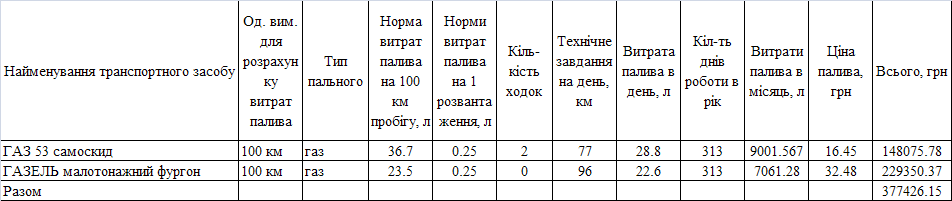 Найменування транспортного засобу | Од. вим. для розрахун ку витрат палива | Тип пального | Норма витрат палива на 100 км пробігу, л | Норми витрат палива на 1 розванта ження, л | Кіль- кість ходок | Технічне завдання на день, км | Витрата палива в день, л | Кіл-ть днів роботи в рік | Витрати палива в місяць, л | Ціна палива, грн | Всього, грн
ГАЗ 53 самоскид | 100 км | газ | 36.7 | 0.25 | 2 | 77 | 28.8 | 313 | 9001.567 | 16.45 | 148075.78
ГАЗЕЛЬ малотонажний фургон | 100 км | газ | 23.5 | 0.25 | 0 | 96 | 22.6 | 313 | 7061.28 | 32.48 | 229350.37
Разом | 377426.15